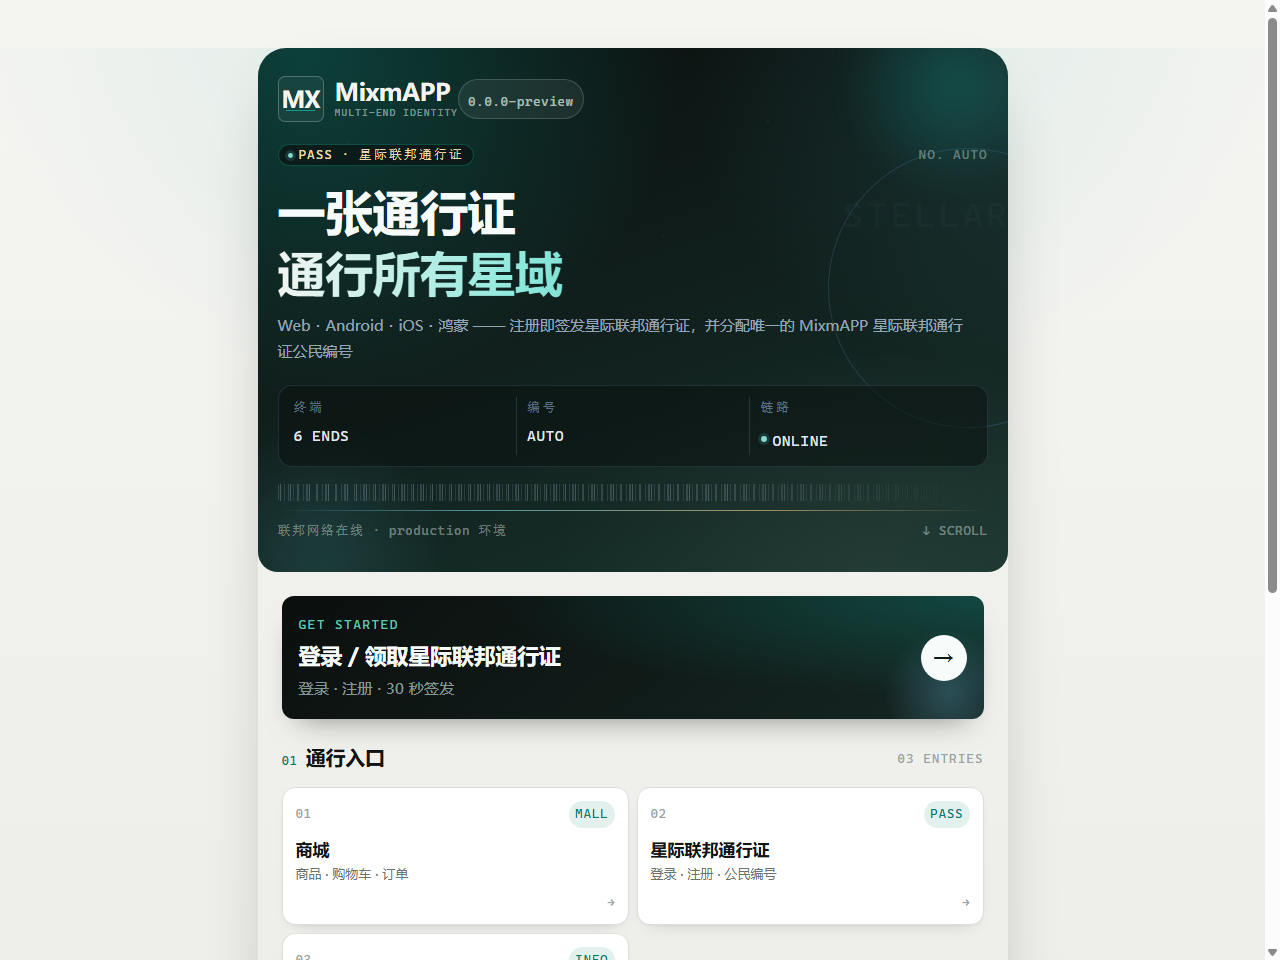 MX
MixmAPP
MULTI-END IDENTITY
0.0.0-preview
PASS · 星际联邦通行证
NO. AUTO
STELLAR
一张通行证
通行所有星域
Web · Android · iOS · 鸿蒙 —— 注册即签发星际联邦通行证，并分配唯一的 MixmAPP 星际联邦通行
证公民编号
终端
编号
链路
6 ENDS
AUTO
ONLINE
联邦网络在线 · production 环境
↓ SCROLL
GET STARTED
登录 / 领取星际联邦通行证
登录 · 注册 · 30 秒签发
→
01 通行入口
03 ENTRIES
01
MALL
商城
商品 · 购物车 · 订单
→
02
PASS
星际联邦通行证
登录 · 注册 · 公民编号
→
03
INFO